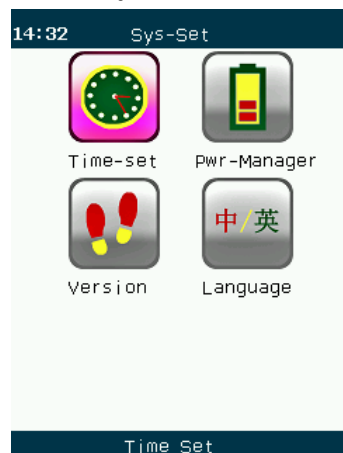 14:32 Sys-Set
Time-set Pwr-Manager
中/英
Version Language
Time Set